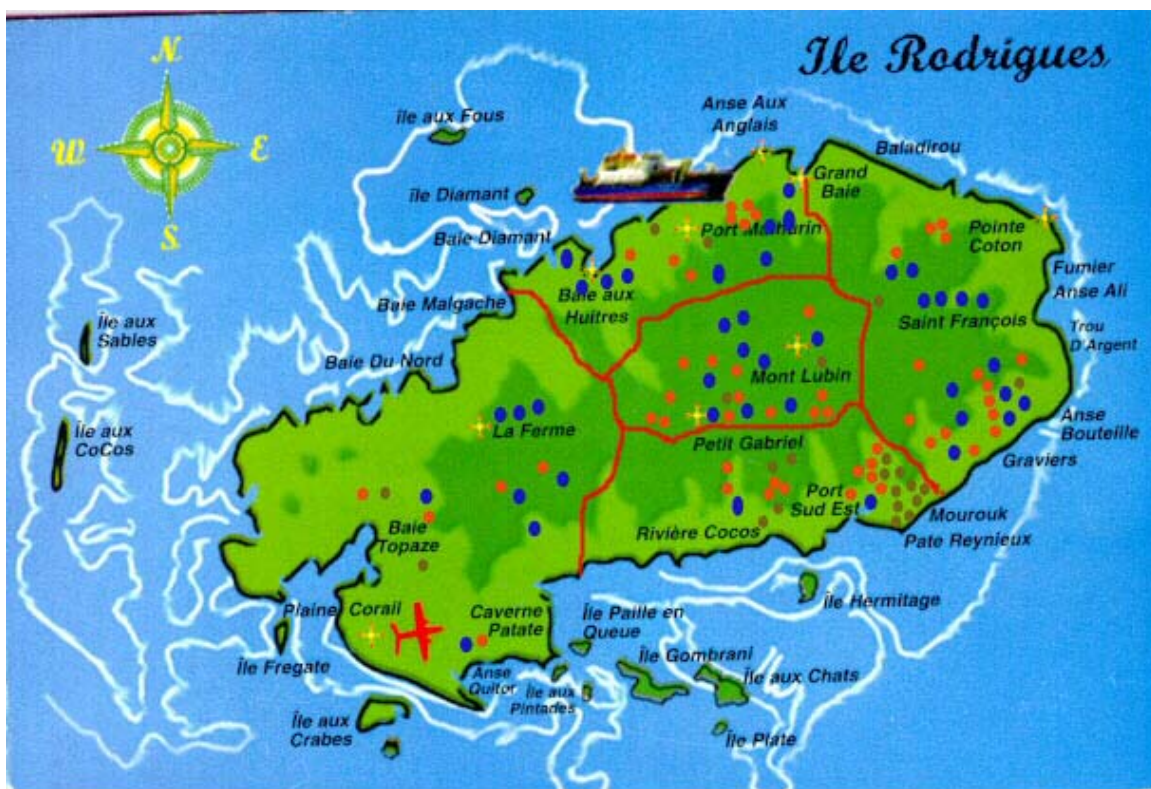 Ile Rodrigues
N
W
E
S
île aux Fous
Anse Aux
Anglais
Baladirou
Grand
Baie
île Diamant
Port Mathurin
Pointe
Coton
Baie Diamant
Fumier
Anse Ali
Baie Malgache
Baie aux
Huitres
Saint François
Île aux
Sables
Trou
D'Argent
Baie Du Nord
Mont Lubin
Île aux
CoCos
La Ferme
Petit Gabriel
Anse
Bouteille
Graviers
Port
Sud Est
Baie
Topaze
Rivière Cocos
Mourouk
Pate Reynieux
Plaine Corail
Caverne
Patate
Île Paille en
Queue
Île Hermitage
Île Fregate
Anse
Quitor
Île Gombrani
Île aux
Pintades
Île aux Chats
Île aux
Crabes
Île Plate